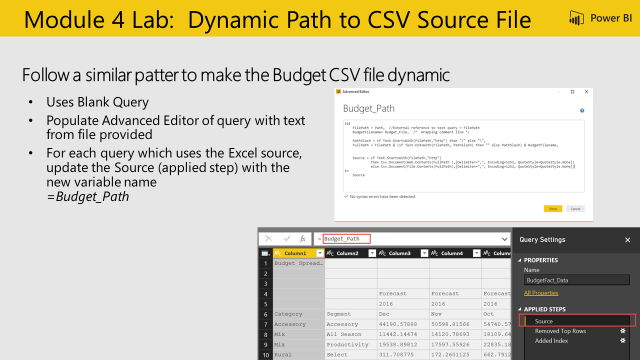 Module 4 Lab:  Dynamic Path to CSV Source File
Power BI
Follow a similar patter to make the Budget CSV file dynamic
• Uses Blank Query
• Populate Advanced Editor of query with text
from file provided
• For each query which uses the Excel source,
update the Source (applied step) with the
new variable name
=Budget_Path
Advanced Editor
Budget_Path
let
FilePath = Path,  //External reference to text query = FilePath
BudgetFilename= Budget_File,  /*  Wrapping comment line */
PathSlash = if Text.StartsWith(FilePath,"http") then "/" else "\",
FullPath = FilePath & (if Text.EndsWith(FilePath, PathSlash) then "" else PathSlash) & BudgetFilename,
Source = if Text.StartsWith(FilePath,"http")
then Csv.Document(Web.Contents(FullPath),[Delimiter=",", Encoding=1252, QuoteStyle=QuoteStyle.None])
else Csv.Document(File.Contents(FullPath),[Delimiter=",", Encoding=1252, QuoteStyle=QuoteStyle.None])
in
Source
No syntax errors have been detected.
Done Cancel
fx = Budget_Path
Column1 Column2 Column3 Column4 Column5
1 Budget Spread…
2
3
4 Forecast Forecast Forecast
5 2016 2016 2016
6 Category Segment Dec Nov Oct
7 Accessory Accessory 44190.57888 50598.81566 54740.57
8 Mix All Season 11442.14474 14120.78693 18109.64
9 Mix Productivity 19538.89812 17597.55926 22835.18
10 Rural Select 311.708775 172.2631125 662.7912
Query Settings
PROPERTIES
Name
BudgetFact_Data
All Properties
APPLIED STEPS
Source
Removed Top Rows
Added Index